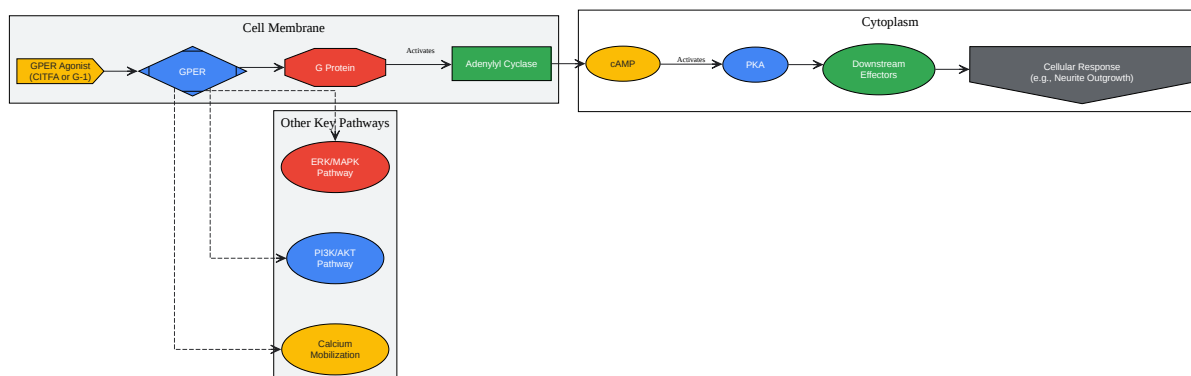 Cell Membrane
Cytoplasm
GPER Agonist
(CITFA or G-1)
GPER
G Protein
Activates
Adenylyl Cyclase
cAMP
Activates
PKA
Downstream
Effectors
Cellular Response
(e.g., Neurite Outgrowth)
Other Key Pathways
ERK/MAPK
Pathway
PI3K/AKT
Pathway
Calcium
Mobilization